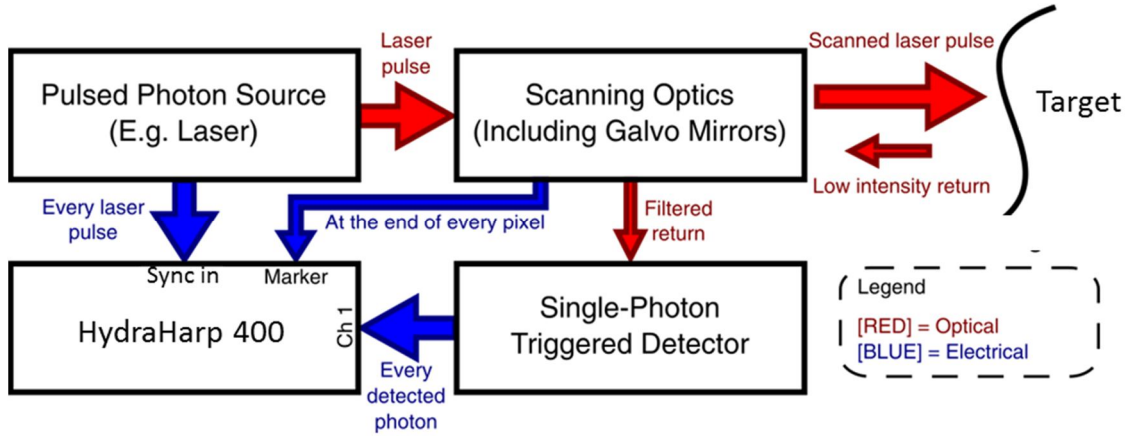 Laser
pulse
Scanned laser pulse
Pulsed Photon Source
(E.g. Laser)
Scanning Optics
(Including Galvo Mirrors)
Target
Low intensity return
Every laser
pulse
At the end of every pixel
Filtered
return
Sync in
Marker
HydraHarp 400
Ch 1
Every
detected
photon
Single-Photon
Triggered Detector
Legend
[RED] = Optical
[BLUE] = Electrical